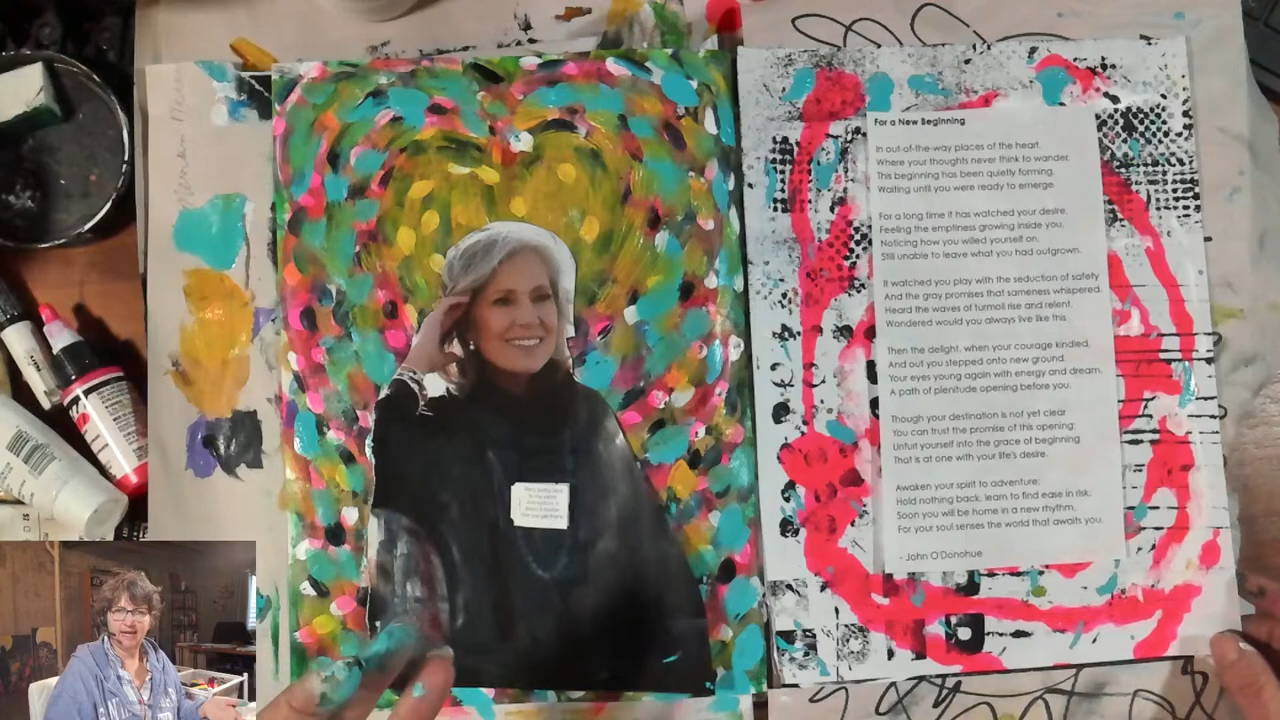 For a New Beginning
In out-of-the-way places of the heart,
Where your thoughts never think to wander,
This beginning has been quietly forming,
Waiting until you were ready to emerge.
For a long time it has watched your desire,
Feeling the emptiness growing inside you,
Noticing how you willed yourself on,
Still unable to leave what you had outgrown.
It watched you play with the seduction of safety
And the gray promises that sameness whispered,
Heard the waves of turmoil rise and relent,
Wondered would you always live like this
Then the delight, when your courage kindled,
And out you stepped onto new ground,
Your eyes young again with energy and dream,
A path of plenitude opening before you.
Though your destination is not yet clear
You can trust the promise of this opening;
Unfurl yourself into the grace of beginning
That is at one with your life's desire.
Awaken your spirit to adventure;
Hold nothing back, learn to find ease in risk,
Soon you will be home in a new rhythm,
For your soul senses the world that awaits you.
- John O'Donohue